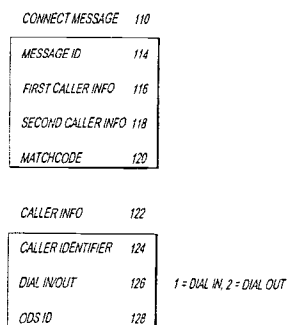 CONNECT MESSAGE 110
MESSAGE ID 114
FIRST CALLER INFO 116
SECOND CALLER INFO 118
MATCHCODE 120
CALLER INFO 122
CALLER IDENTIFIER 124
DIAL IN/OUT 126 1 = DIAL IN, 2 = DIAL OUT
ODS ID 128